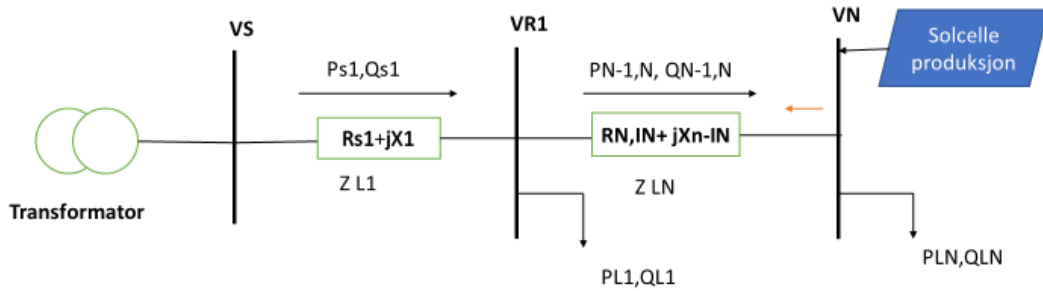 VS
VR1
VN
Solcelle
produksjon
Ps1,Qs1
PN-1,N, QN-1,N
Rs1+jX1
RN,IN+ jXn-IN
Z L1
Z LN
Transformator
PL1,QL1
PLN,QLN